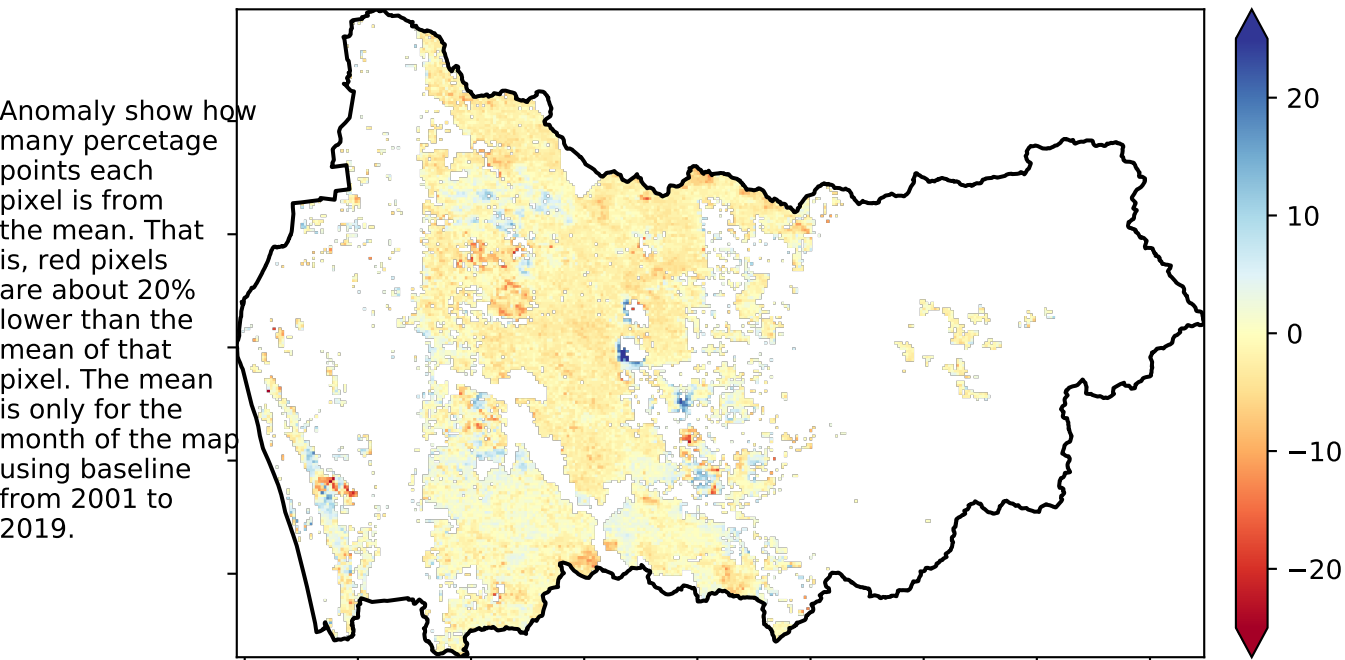 Anomaly show how
many percetage
points each
pixel is from
the mean. That
is, red pixels
are about 20%
lower than the
mean of that
pixel. The mean
is only for the
month of the map
using baseline
from 2001 to
2019.
20
10
0
−10
−20